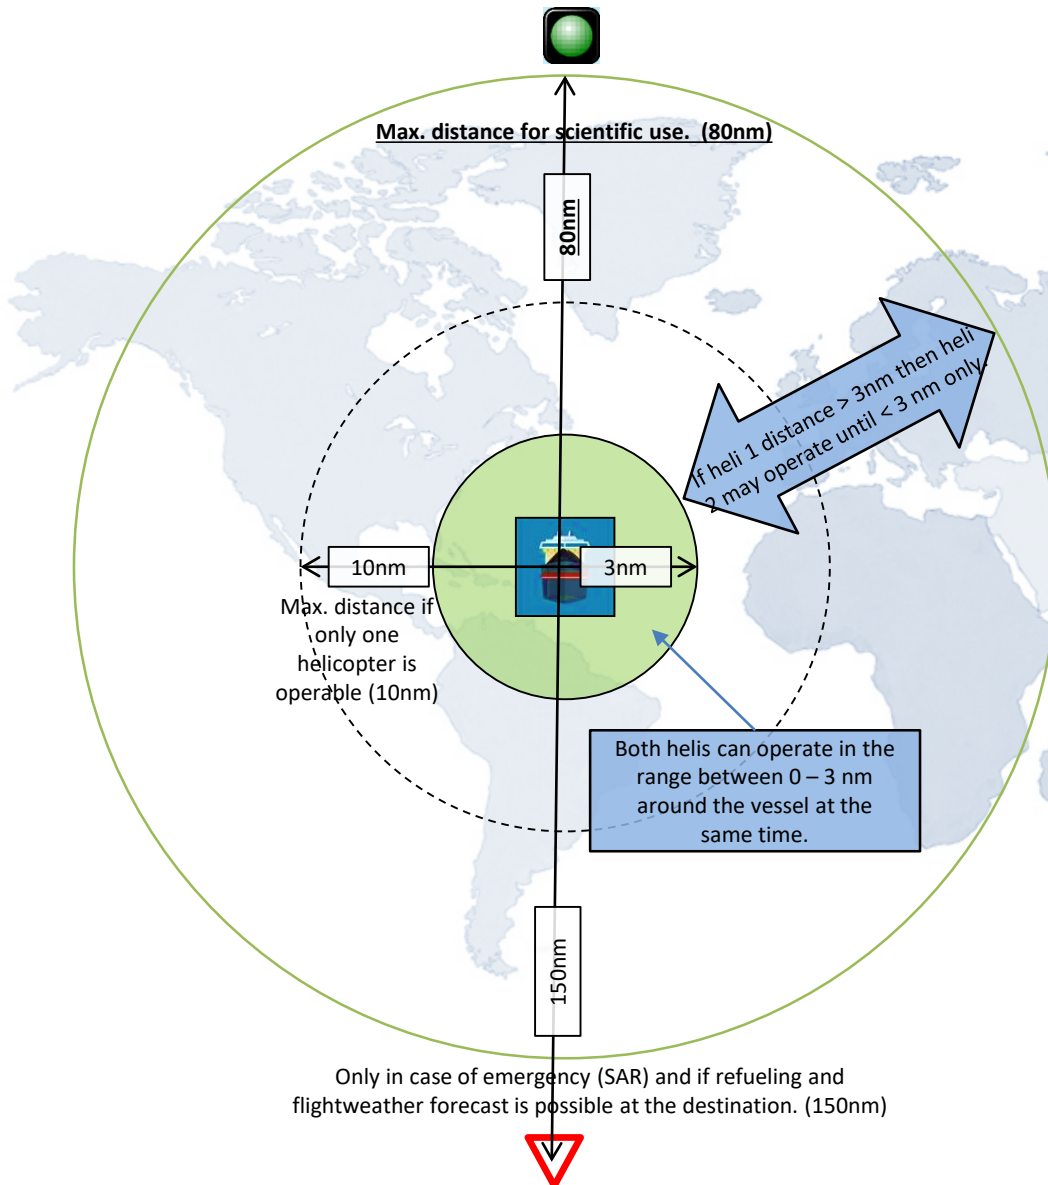 Max. distance for scientific use. (80nm)
80nm
If heli 1 distance > 3nm then heli
2 may operate until < 3 nm only.
10nm
3nm
Max. distance if
only one
helicopter is
operable (10nm)
Both helis can operate in the
range between 0 – 3 nm
around the vessel at the
same time.
150nm
Only in case of emergency (SAR) and if refueling and
flightweather forecast is possible at the destination. (150nm)